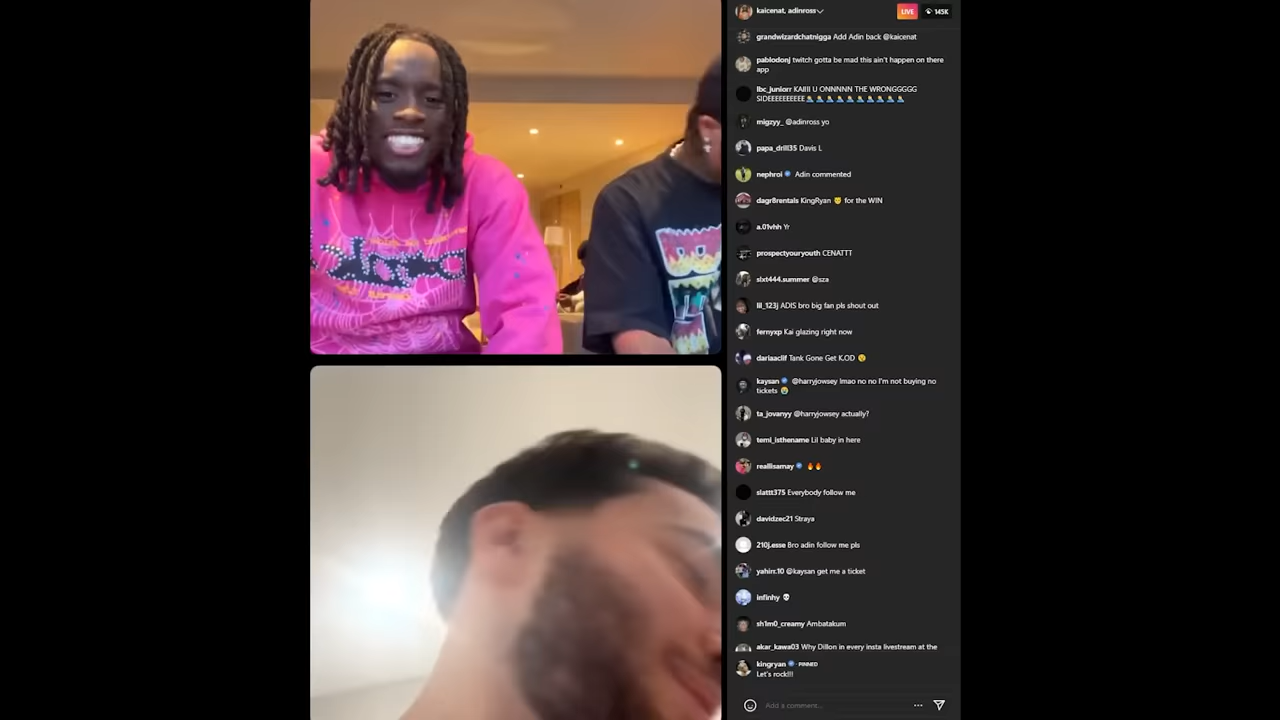 kaicenat, adinross
LIVE
145K
grandwizardchatnigga Add Adin back @kaicenat
pablodonj twitch gotta be mad this ain't happen on there
app
lbc_juniorr KAIIII U ONNNNN THE WRONGGGGG
SIDEEEEEEEEEE🤦‍♂️🤦‍♂️🤦‍♂️🤦‍♂️🤦‍♂️🤦‍♂️🤦‍♂️🤦‍♂️🤦‍♂️🤦‍♂️
migzyy_ @adinross yo
papa_drill35 Davis L
nephroi Adin commented
dagr8rentals KingRyan 🤴 for the WIN
a.01vhh Yr
prospectyouryouth CENATTT
slxt444.summer @sza
lil_123j ADIS bro big fan pls shout out
fernyxp Kai glazing right now
dariaaclif Tank Gone Get K.OD 😢
kaysan @harryjowsey lmao no no I'm not buying no
tickets 😭
ta_jovanyy @harryjowsey actually?
temi_isthename Lil baby in here
reallisamay 🔥🔥
slattt375 Everybody follow me
davidzec21 Straya
210j.esse Bro adin follow me pls
yahirr.10 @kaysan get me a ticket
infinhy 💀
sh1m0_creamy Ambatakum
akar_kawa03 Why Dillon in every insta livestream at the
kingryan · PINNED
Let's rock!!!
Add a comment...